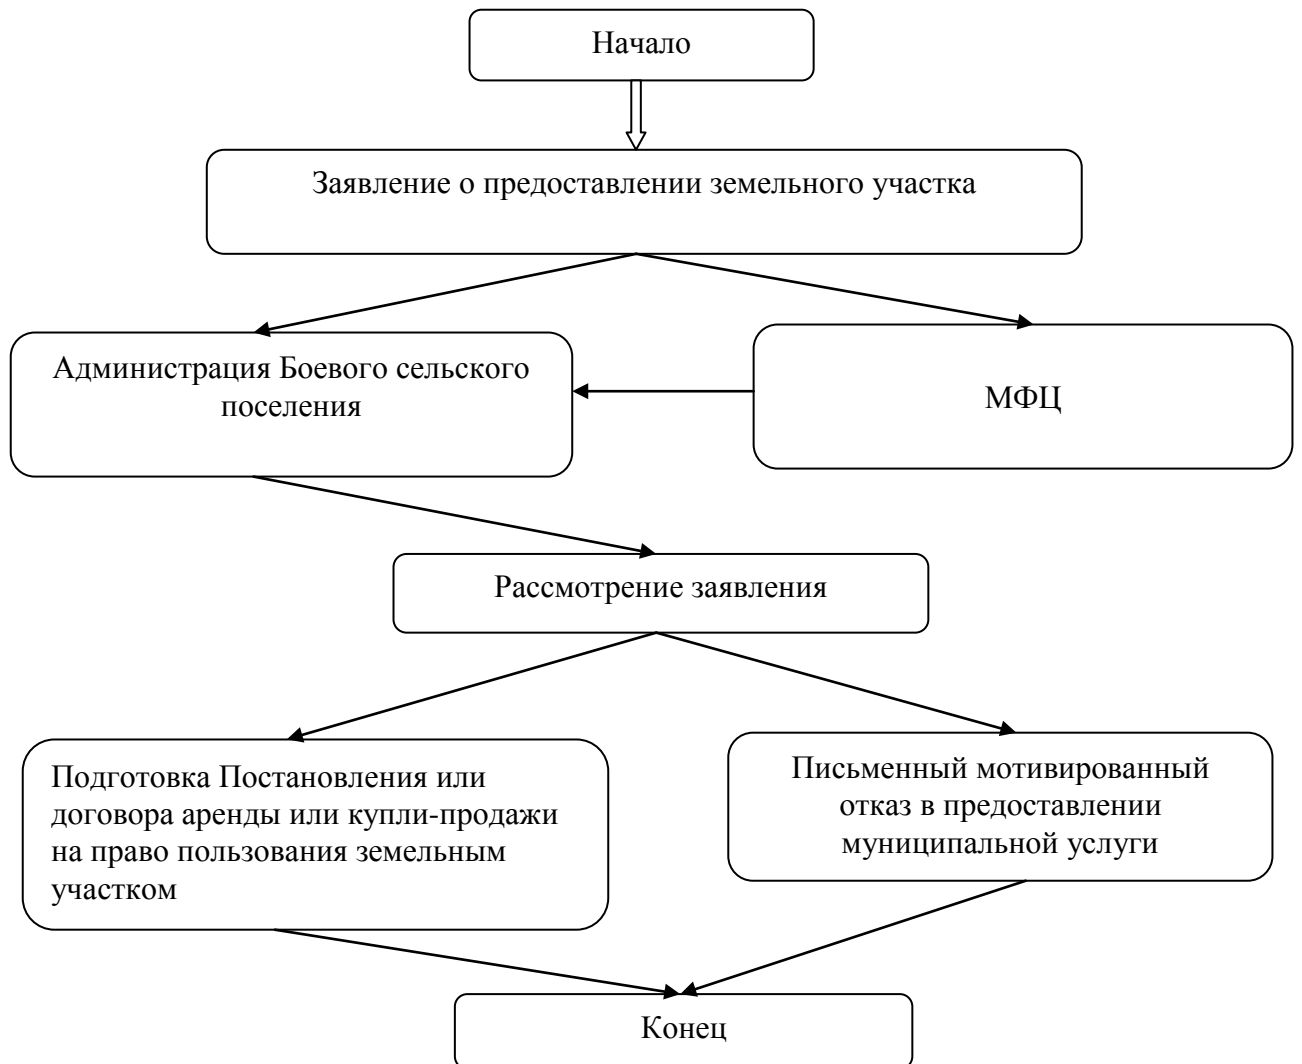 Начало
Заявление о предоставлении земельного участка
Администрация Боевого сельского
поселения
МФЦ
Рассмотрение заявления
Подготовка Постановления или
договора аренды или купли-продажи
на право пользования земельным
участком
Письменный мотивированный
отказ в предоставлении
муниципальной услуги
Конец